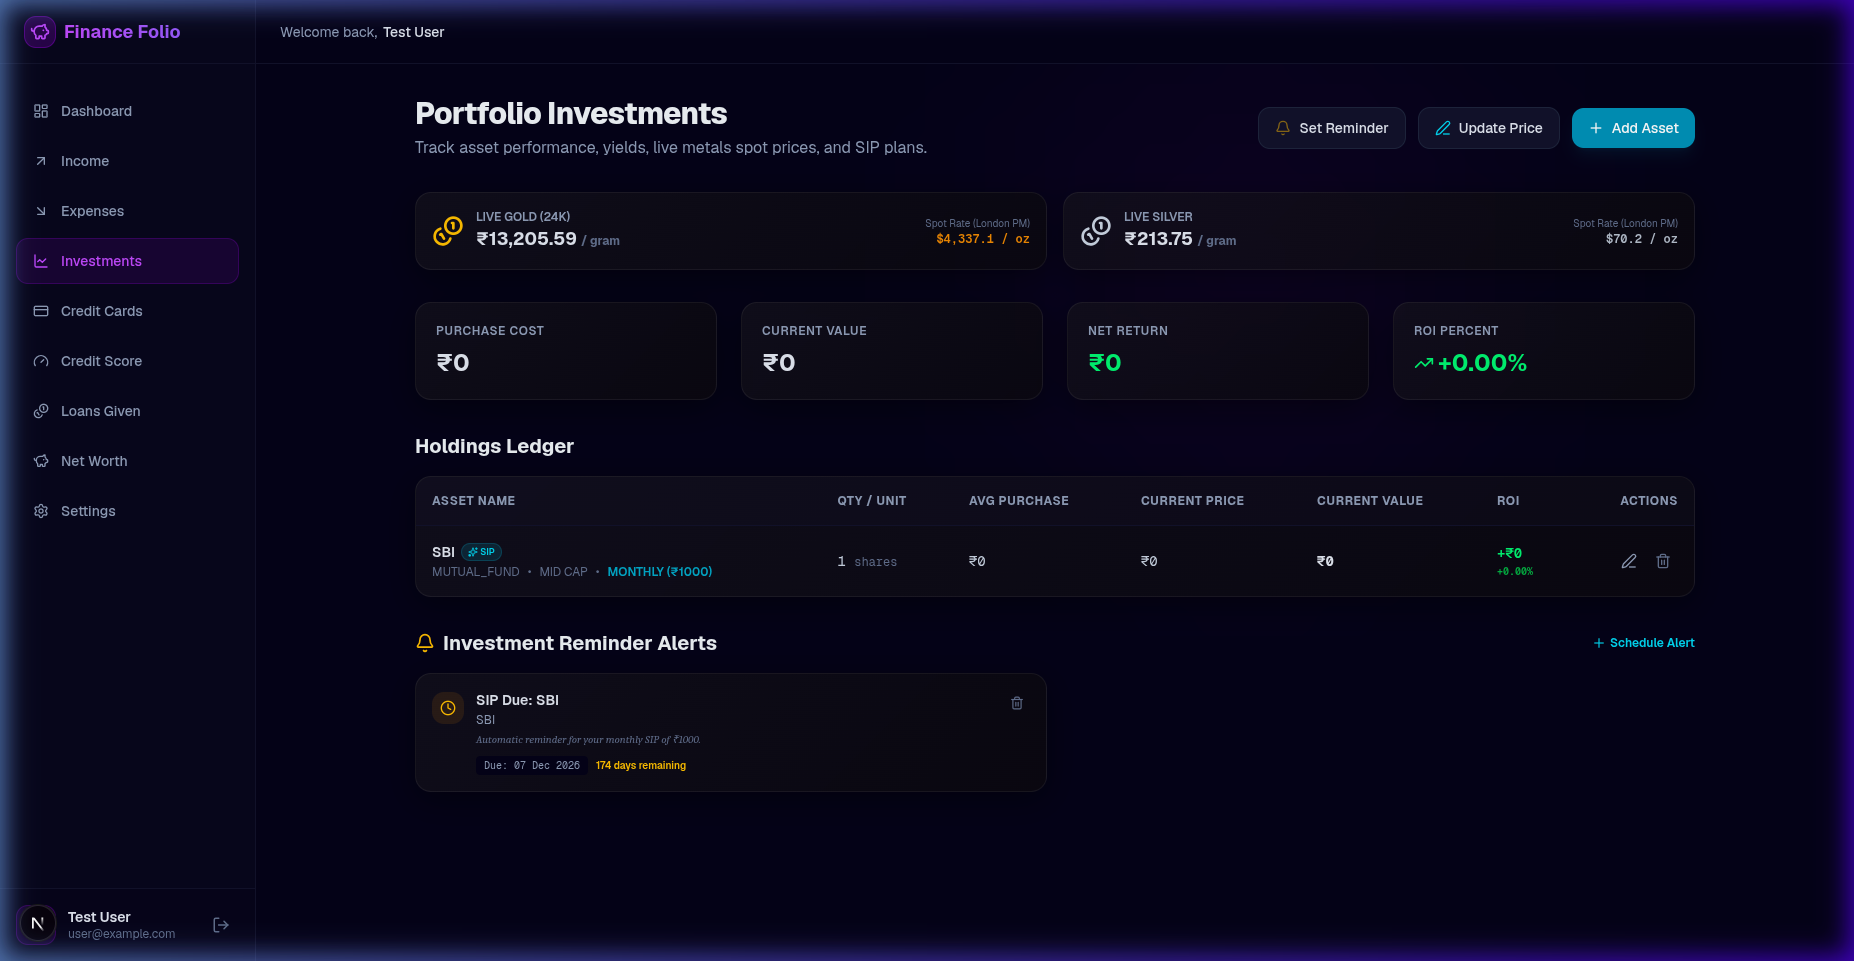 Finance Folio
Welcome back, Test User
Dashboard
Income
Expenses
Investments
Credit Cards
Credit Score
Loans Given
Net Worth
Settings
N
Test User
user@example.com
Portfolio Investments
Track asset performance, yields, live metals spot prices, and SIP plans.
Set Reminder
Update Price
+ Add Asset
LIVE GOLD (24K)
₹13,205.59 / gram
Spot Rate (London PM)
$4,337.1 / oz
LIVE SILVER
₹213.75 / gram
Spot Rate (London PM)
$70.2 / oz
PURCHASE COST
₹0
CURRENT VALUE
₹0
NET RETURN
₹0
ROI PERCENT
+0.00%
Holdings Ledger
ASSET NAME QTY / UNIT AVG PURCHASE CURRENT PRICE CURRENT VALUE ROI ACTIONS
SBI SIP
MUTUAL_FUND • MID CAP • MONTHLY (₹1000)
1 shares
₹0
₹0
₹0
+₹0
+0.00%
Investment Reminder Alerts
+ Schedule Alert
SIP Due: SBI
SBI
Automatic reminder for your monthly SIP of ₹1000.
Due: 07 Dec 2026 174 days remaining